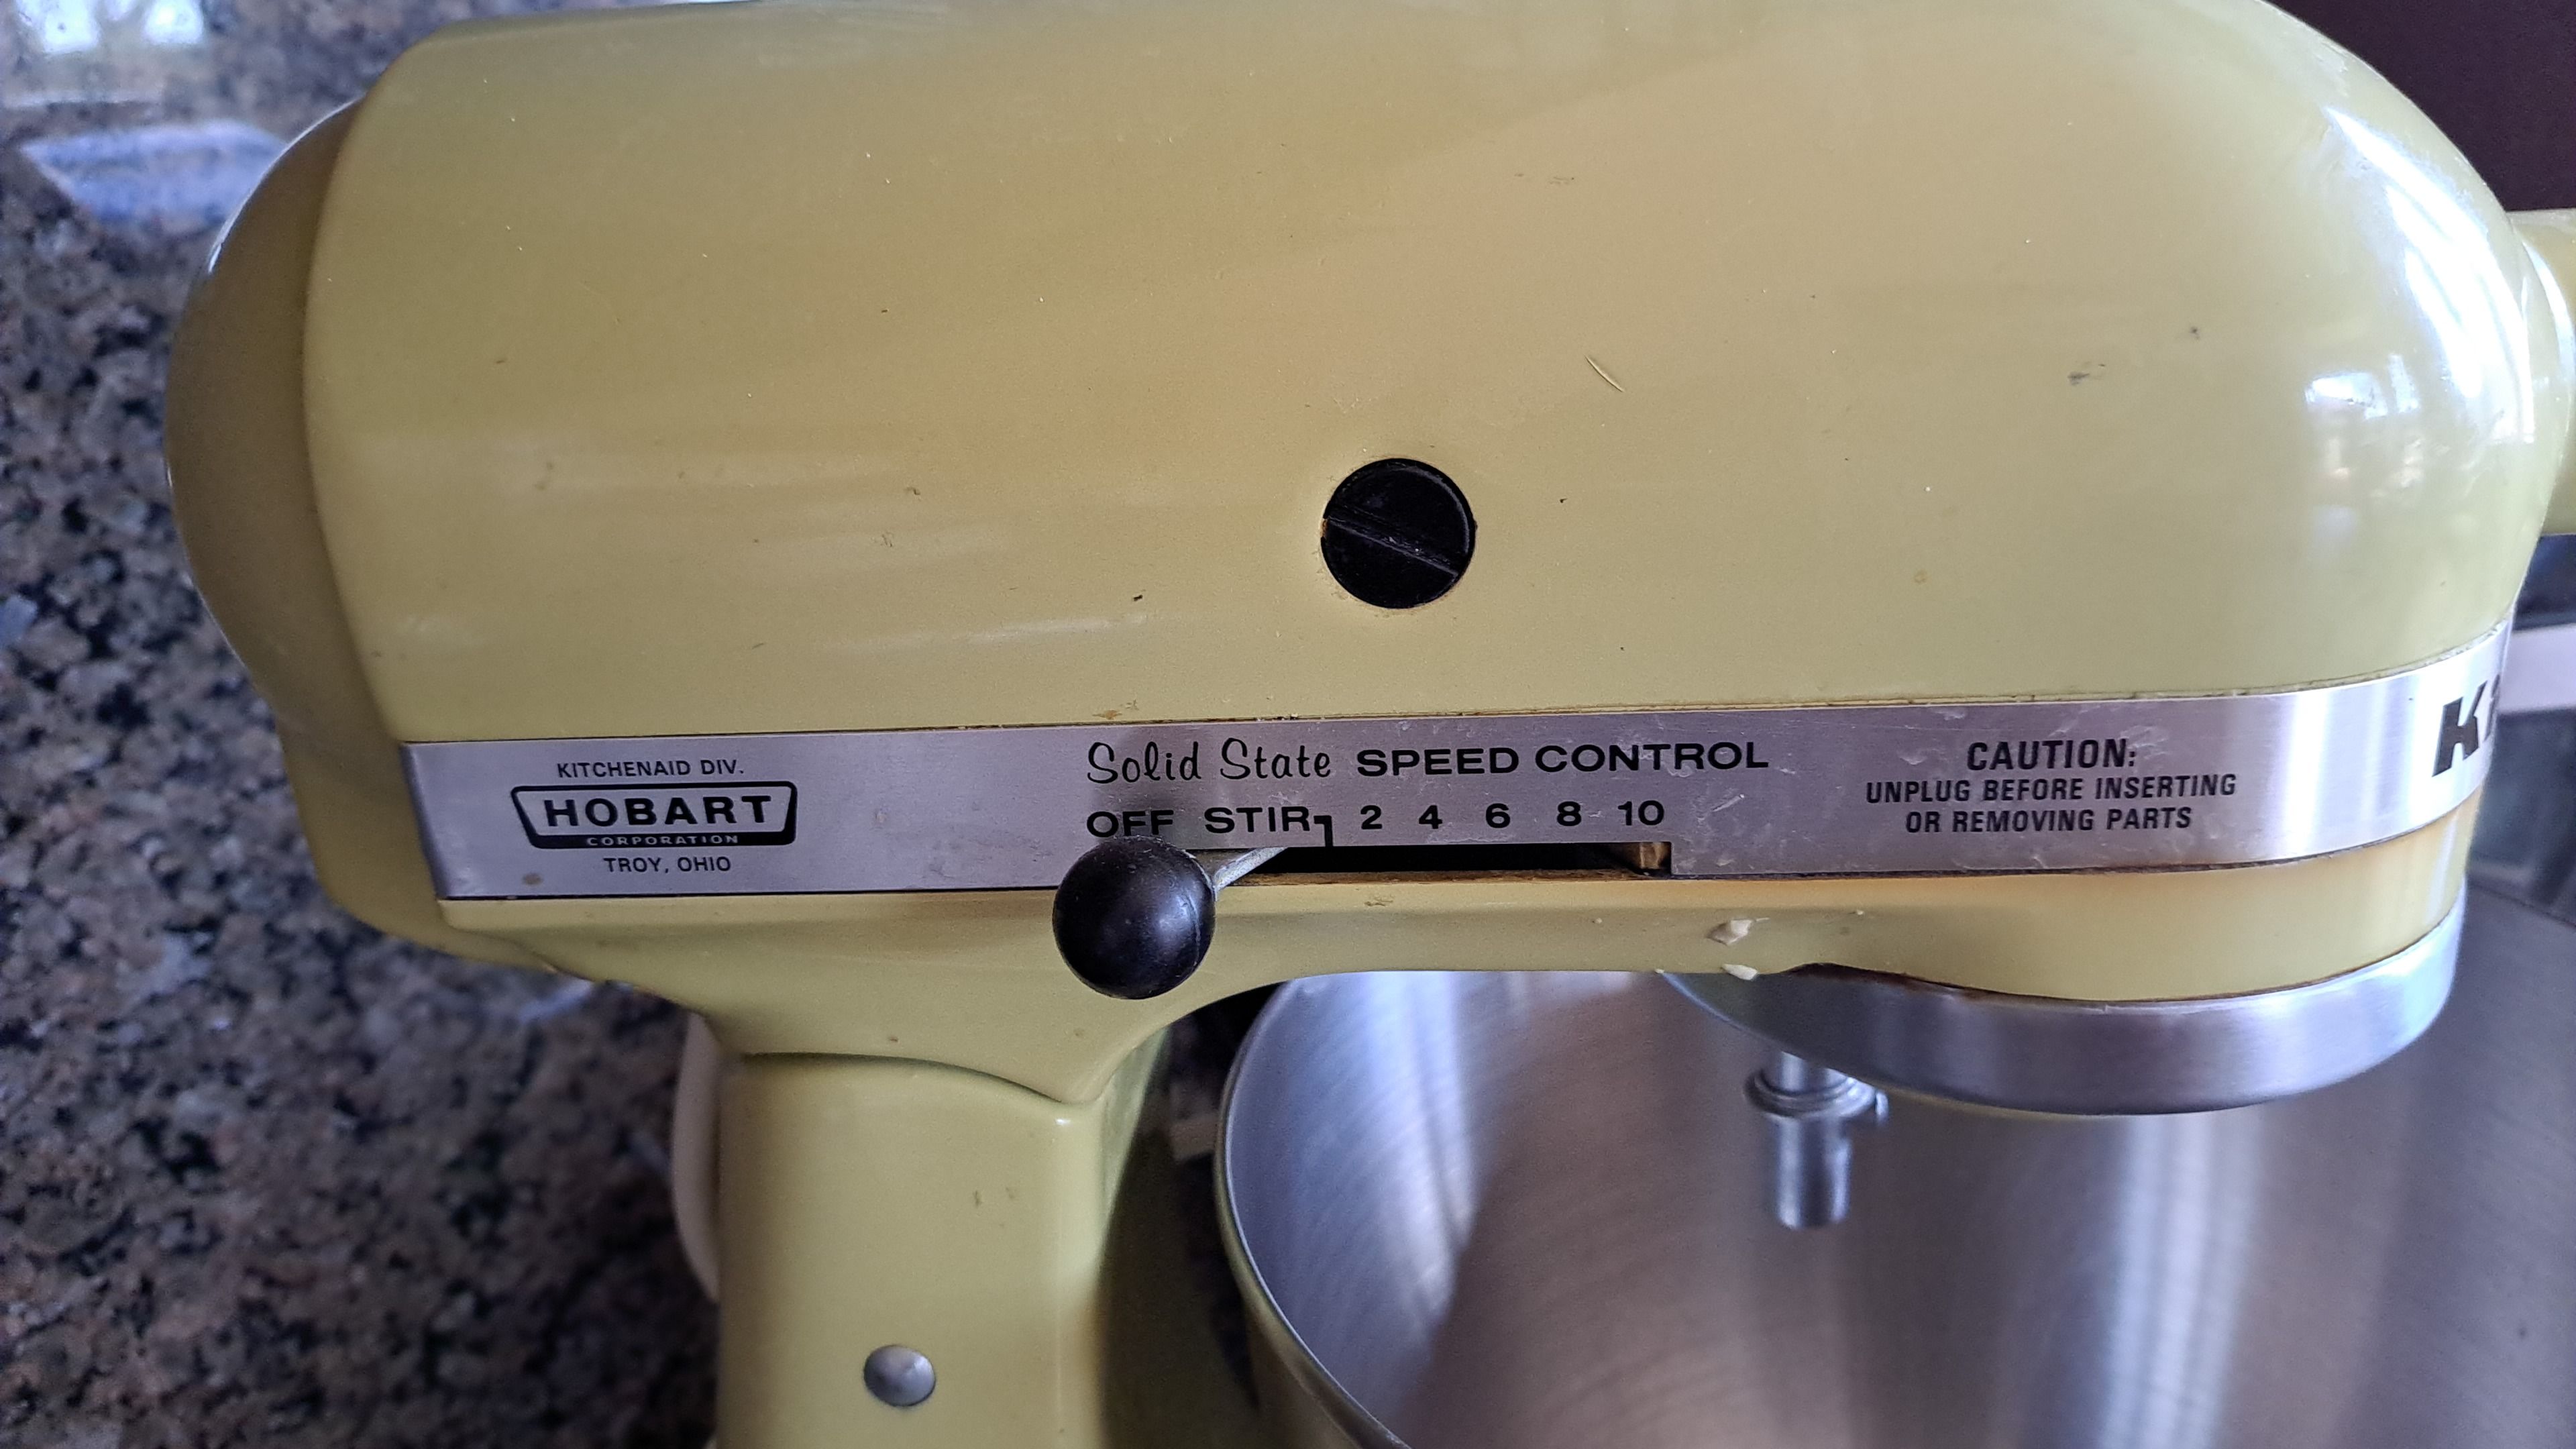 KITCHENAID DIV.
HOBART
CORPORATION
TROY, OHIO
Solid State SPEED CONTROL
OFF STIR 2 4 6 8 10
CAUTION:
UNPLUG BEFORE INSERTING
OR REMOVING PARTS